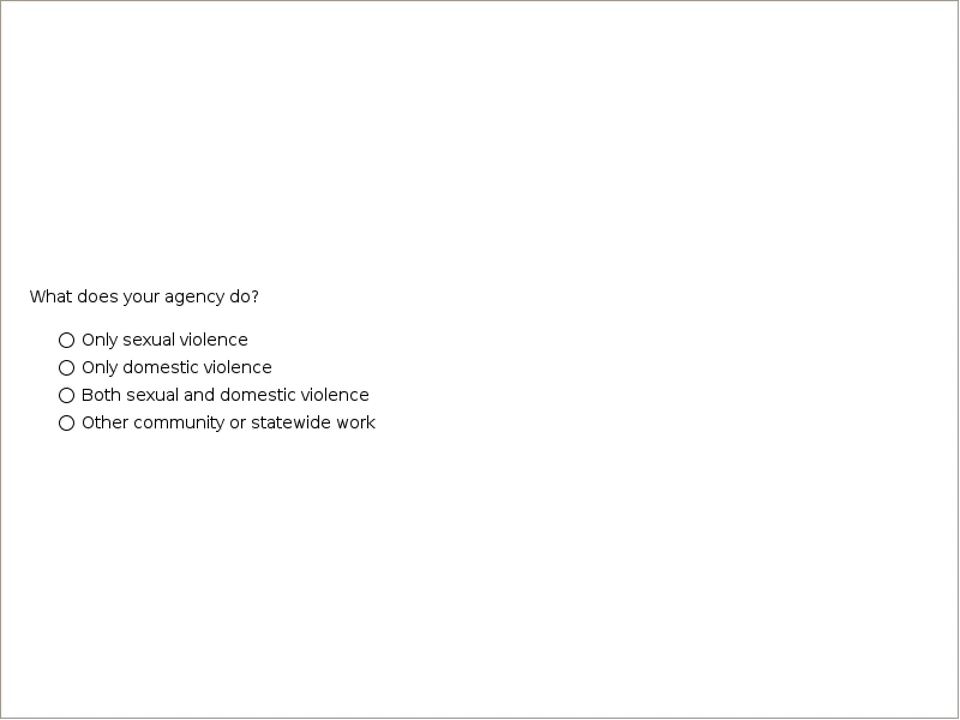 What does your agency do?
Only sexual violence
Only domestic violence
Both sexual and domestic violence
Other community or statewide work